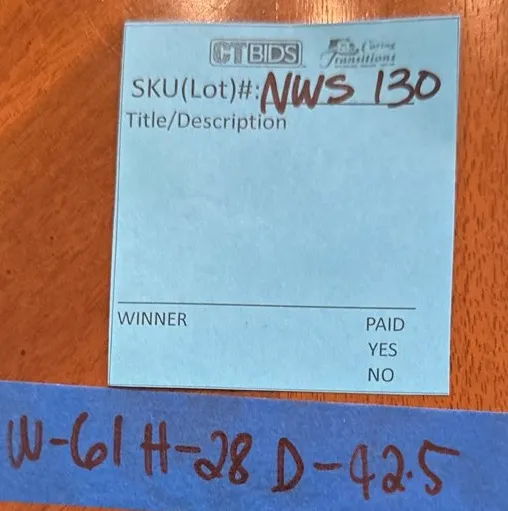 CTBIDS Caring Transitions
SKU(Lot)#: NWS 130
Title/Description
WINNER PAID
YES
NO
W-61 H-28 D-42.5